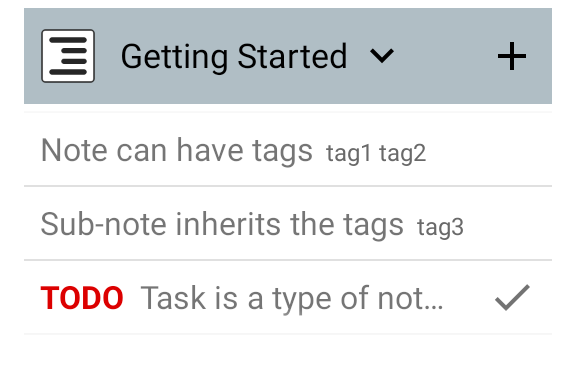 Getting Started
Note can have tags tag1 tag2
Sub-note inherits the tags tag3
TODO Task is a type of not…